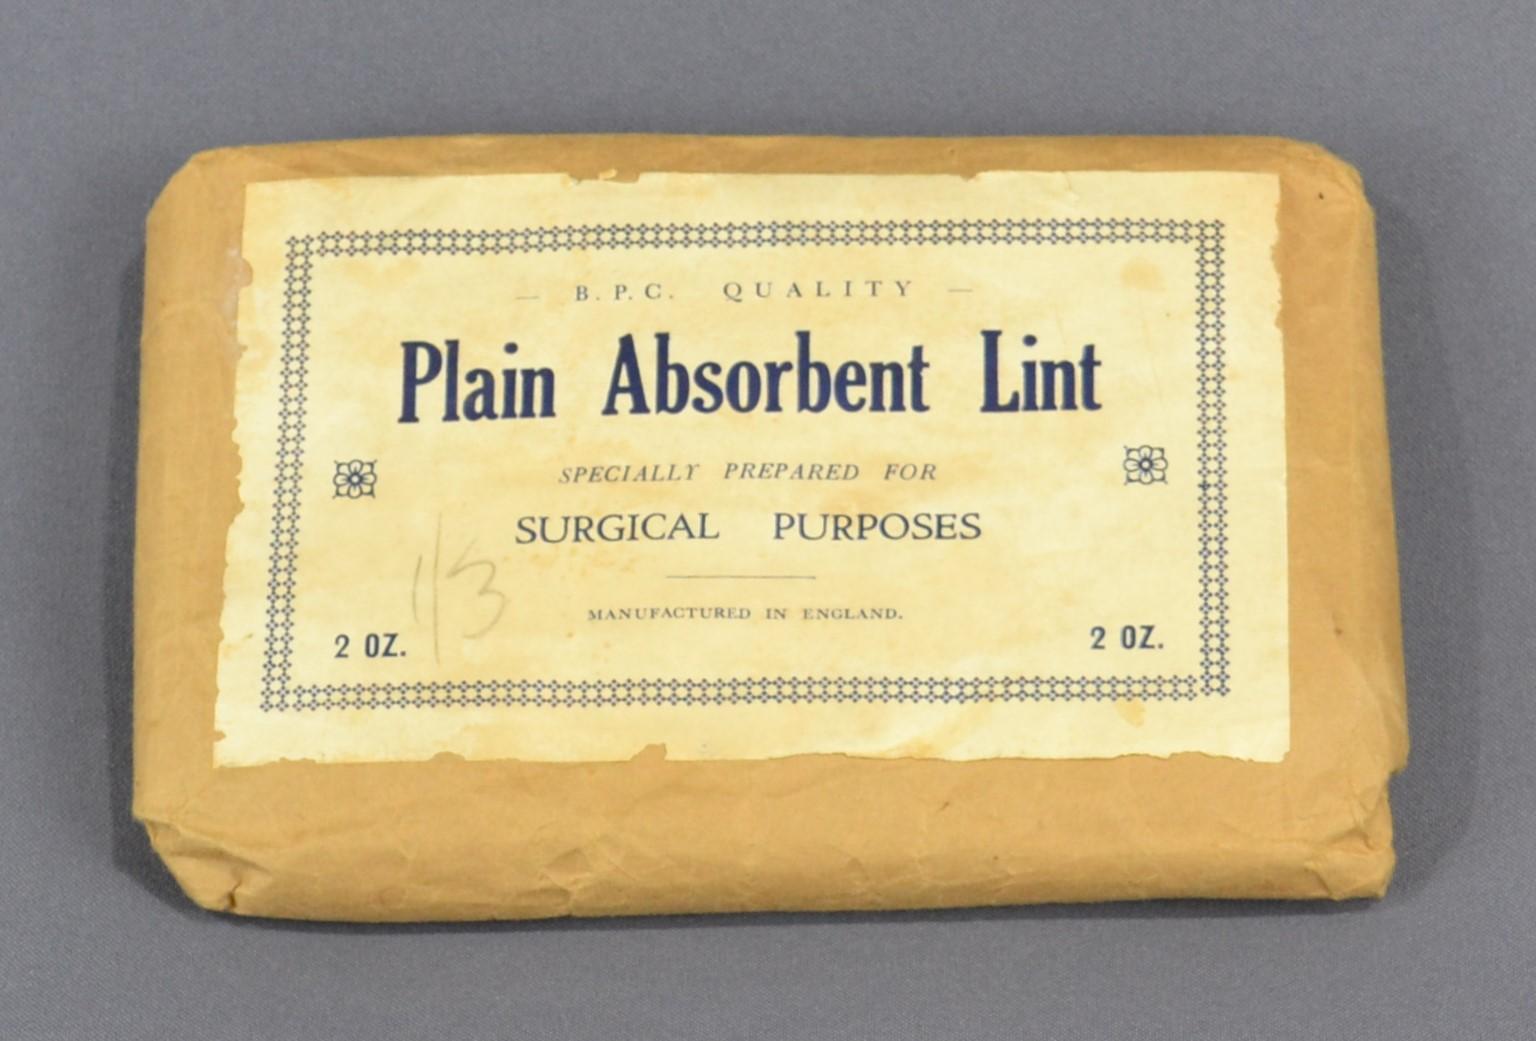 — B.P.C. QUALITY —
Plain Absorbent Lint
SPECIALLY PREPARED FOR
SURGICAL PURPOSES
1/3
MANUFACTURED IN ENGLAND.
2 OZ. 2 OZ.